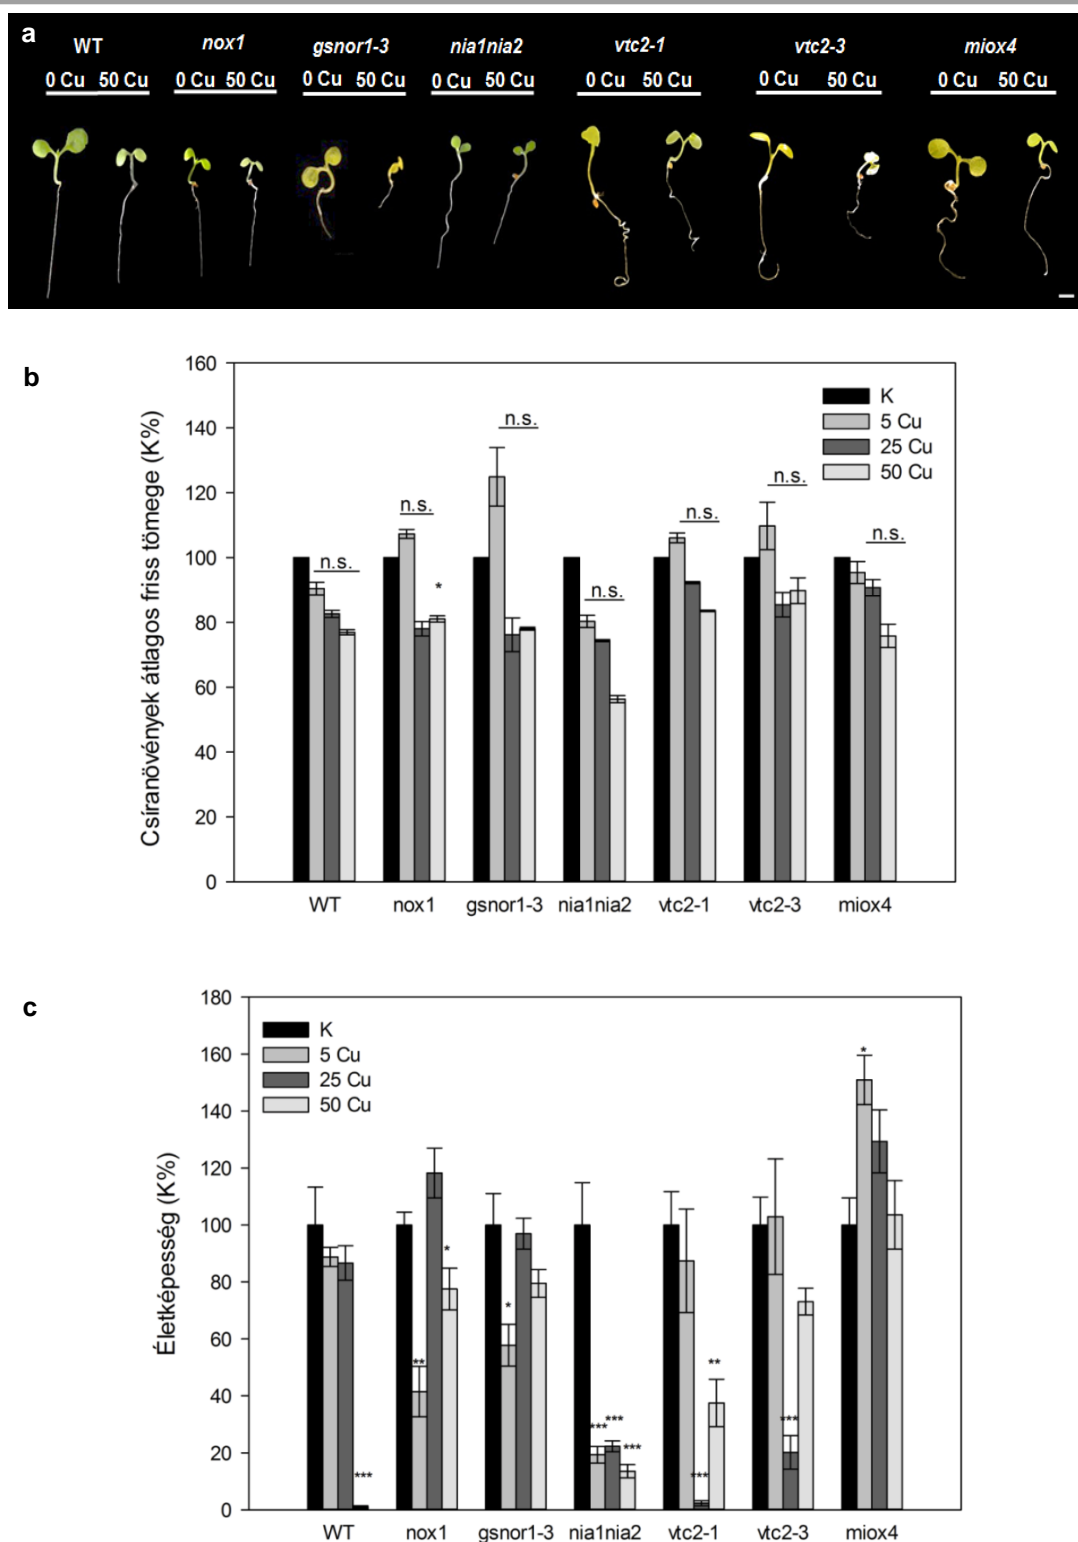 a
WT nox1 gsnor1-3 nia1nia2 vtc2-1 vtc2-3 miox4
0 Cu 50 Cu 0 Cu 50 Cu 0 Cu 50 Cu 0 Cu 50 Cu 0 Cu 50 Cu 0 Cu 50 Cu 0 Cu 50 Cu
b
Csíranövények átlagos friss tömege (K%)
160
140
120
100
80
60
40
20
0
K
5 Cu
25 Cu
50 Cu
n.s. n.s. * n.s. n.s. n.s. n.s. n.s.
WT nox1 gsnor1-3 nia1nia2 vtc2-1 vtc2-3 miox4
c
Életképesség (K%)
180
160
140
120
100
80
60
40
20
0
K
5 Cu
25 Cu
50 Cu
*** ** * * *** *** *** *** ** *** *
WT nox1 gsnor1-3 nia1nia2 vtc2-1 vtc2-3 miox4